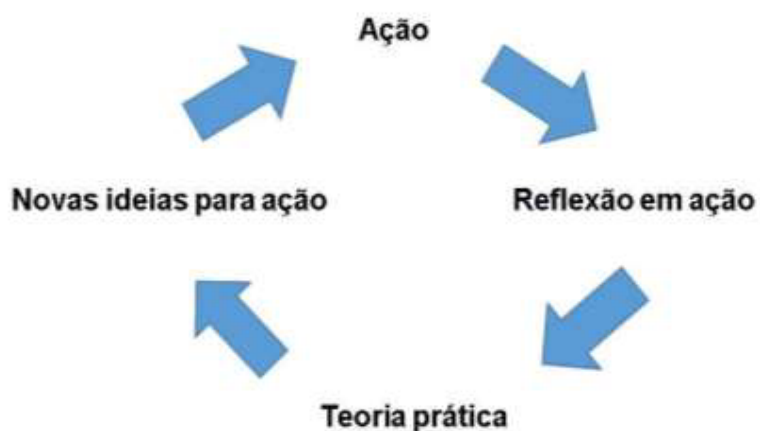 Ação
Novas ideias para ação
Reflexão em ação
Teoria prática